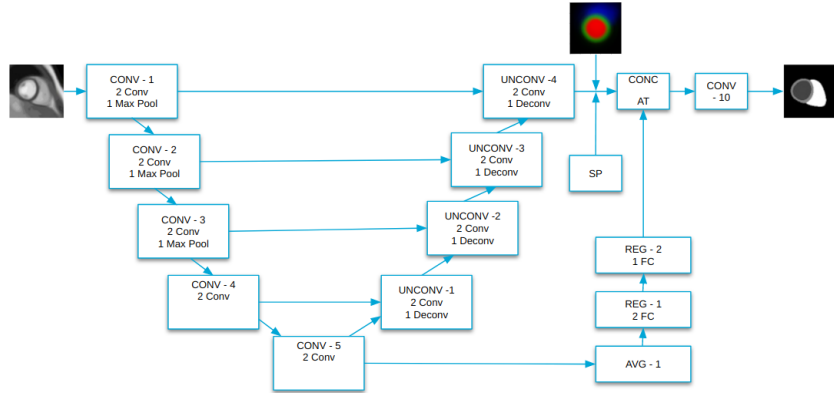 CONV - 1
2 Conv
1 Max Pool
UNCONV -4
2 Conv
1 Deconv
CONC
AT
CONV
- 10
CONV - 2
2 Conv
1 Max Pool
UNCONV -3
2 Conv
1 Deconv
SP
CONV - 3
2 Conv
1 Max Pool
UNCONV -2
2 Conv
1 Deconv
REG - 2
1 FC
CONV - 4
2 Conv
UNCONV -1
2 Conv
1 Deconv
REG - 1
2 FC
CONV - 5
2 Conv
AVG - 1